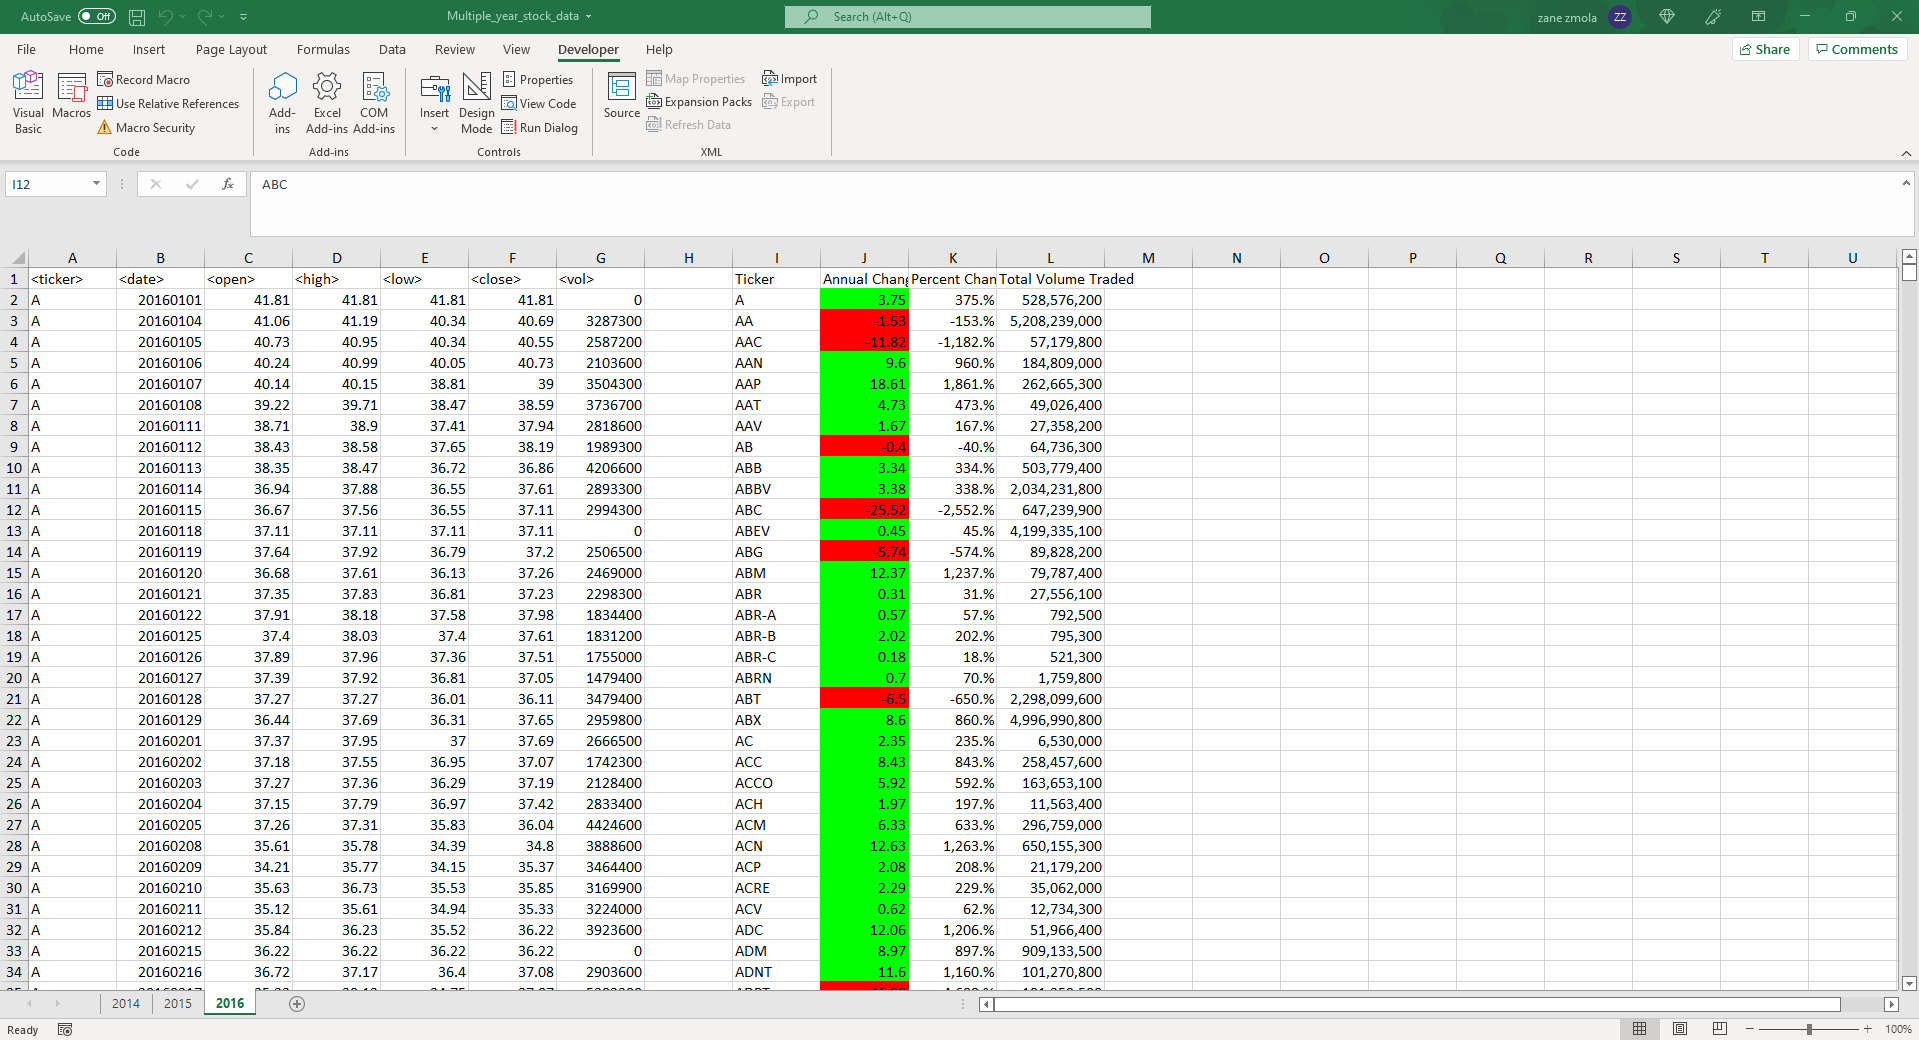 AutoSave Off Multiple_year_stock_data Search (Alt+Q) zane zmola ZZ
File Home Insert Page Layout Formulas Data Review View Developer Help Share Comments
Visual Basic Macros Record Macro Use Relative References Macro Security
Add-ins Excel Add-ins COM Add-ins
Insert Design Mode Properties View Code Run Dialog
Source Map Properties Expansion Packs Refresh Data Import Export
Code Add-ins Controls XML
I12 fx ABC
A B C D E F G H I J K L M N O P Q R S T U
1 <ticker> <date> <open> <high> <low> <close> <vol> Ticker Annual Chang Percent Chan Total Volume Traded
2 A 20160101 41.81 41.81 41.81 41.81 0 A 3.75 375.% 528,576,200
3 A 20160104 41.06 41.19 40.34 40.69 3287300 AA -1.53 -153.% 5,208,239,000
4 A 20160105 40.73 40.95 40.34 40.55 2587200 AAC -11.82 -1,182.% 57,179,800
5 A 20160106 40.24 40.99 40.05 40.73 2103600 AAN 9.6 960.% 184,809,000
6 A 20160107 40.14 40.15 38.81 39 3504300 AAP 18.61 1,861.% 262,665,300
7 A 20160108 39.22 39.71 38.47 38.59 3736700 AAT 4.73 473.% 49,026,400
8 A 20160111 38.71 38.9 37.41 37.94 2818600 AAV 1.67 167.% 27,358,200
9 A 20160112 38.43 38.58 37.65 38.19 1989300 AB -0.4 -40.% 64,736,300
10 A 20160113 38.35 38.47 36.72 36.86 4206600 ABB 3.34 334.% 503,779,400
11 A 20160114 36.94 37.88 36.55 37.61 2893300 ABBV 3.38 338.% 2,034,231,800
12 A 20160115 36.67 37.56 36.55 37.11 2994300 ABC -25.52 -2,552.% 647,239,900
13 A 20160118 37.11 37.11 37.11 37.11 0 ABEV 0.45 45.% 4,199,335,100
14 A 20160119 37.64 37.92 36.79 37.2 2506500 ABG -5.74 -574.% 89,828,200
15 A 20160120 36.68 37.61 36.13 37.26 2469000 ABM 12.37 1,237.% 79,787,400
16 A 20160121 37.35 37.83 36.81 37.23 2298300 ABR 0.31 31.% 27,556,100
17 A 20160122 37.91 38.18 37.58 37.98 1834400 ABR-A 0.57 57.% 792,500
18 A 20160125 37.4 38.03 37.4 37.61 1831200 ABR-B 2.02 202.% 795,300
19 A 20160126 37.89 37.96 37.36 37.51 1755000 ABR-C 0.18 18.% 521,300
20 A 20160127 37.39 37.92 36.81 37.05 1479400 ABRN 0.7 70.% 1,759,800
21 A 20160128 37.27 37.27 36.01 36.11 3479400 ABT -6.5 -650.% 2,298,099,600
22 A 20160129 36.44 37.69 36.31 37.65 2959800 ABX 8.6 860.% 4,996,990,800
23 A 20160201 37.37 37.95 37 37.69 2666500 AC 2.35 235.% 6,530,000
24 A 20160202 37.18 37.55 36.95 37.07 1742300 ACC 8.43 843.% 258,457,600
25 A 20160203 37.27 37.36 36.29 37.19 2128400 ACCO 5.92 592.% 163,653,100
26 A 20160204 37.15 37.79 36.97 37.42 2833400 ACH 1.97 197.% 11,563,400
27 A 20160205 37.26 37.31 35.83 36.04 4424600 ACM 6.33 633.% 296,759,000
28 A 20160208 35.61 35.78 34.39 34.8 3888600 ACN 12.63 1,263.% 650,155,300
29 A 20160209 34.21 35.77 34.15 35.37 3464400 ACP 2.08 208.% 21,179,200
30 A 20160210 35.63 36.73 35.53 35.85 3169900 ACRE 2.29 229.% 35,062,000
31 A 20160211 35.12 35.61 34.94 35.33 3224000 ACV 0.62 62.% 12,734,300
32 A 20160212 35.84 36.23 35.52 36.22 3923600 ADC 12.06 1,206.% 51,966,400
33 A 20160215 36.22 36.22 36.22 36.22 0 ADM 8.97 897.% 909,133,500
34 A 20160216 36.72 37.17 36.4 37.08 2903600 ADNT 11.6 1,160.% 101,270,800
2014 2015 2016
Ready 100%